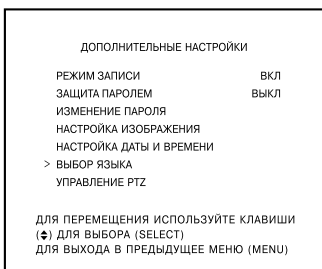 ДОПОЛНИТЕЛЬНЫЕ НАСТРОЙКИ
РЕЖИМ ЗАПИСИ ВКЛ
ЗАЩИТА ПАРОЛЕМ ВЫКЛ
ИЗМЕНЕНИЕ ПАРОЛЯ
НАСТРОЙКА ИЗОБРАЖЕНИЯ
НАСТРОЙКА ДАТЫ И ВРЕМЕНИ
> ВЫБОР ЯЗЫКА
УПРАВЛЕНИЕ PTZ
ДЛЯ ПЕРЕМЕЩЕНИЯ ИСПОЛЬЗУЙТЕ КЛАВИШИ
(♦) ДЛЯ ВЫБОРА (SELECT)
ДЛЯ ВЫХОДА В ПРЕДЫДУЩЕЕ МЕНЮ (MENU)